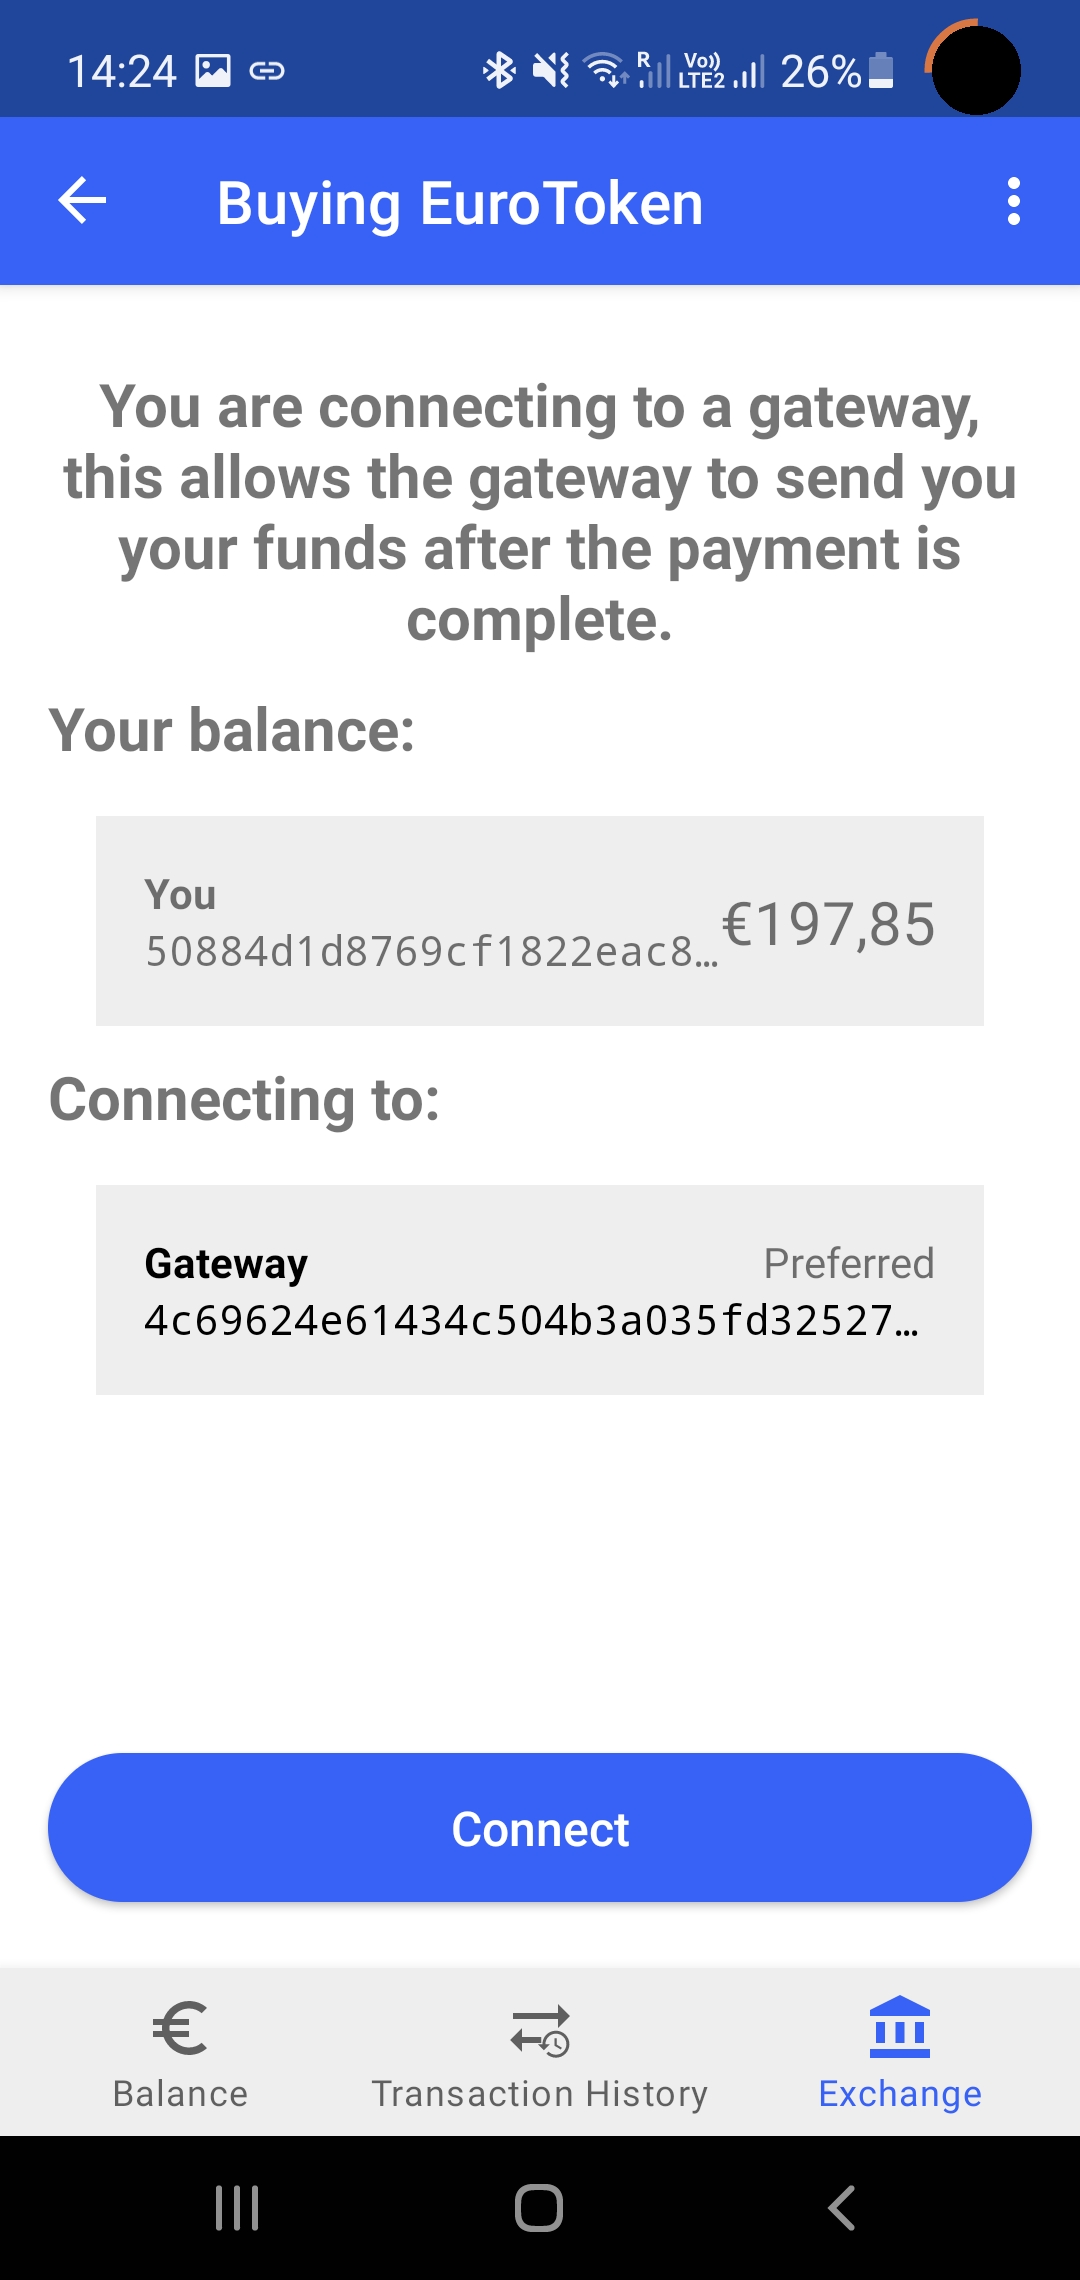 14:24
R
Vo))
LTE2
26%
Buying EuroToken
You are connecting to a gateway,
this allows the gateway to send you
your funds after the payment is
complete.
Your balance:
You
50884d1d8769cf1822eac8…
€197,85
Connecting to:
Gateway
Preferred
4c69624e61434c504b3a035fd32527…
Connect
Balance
Transaction History
Exchange